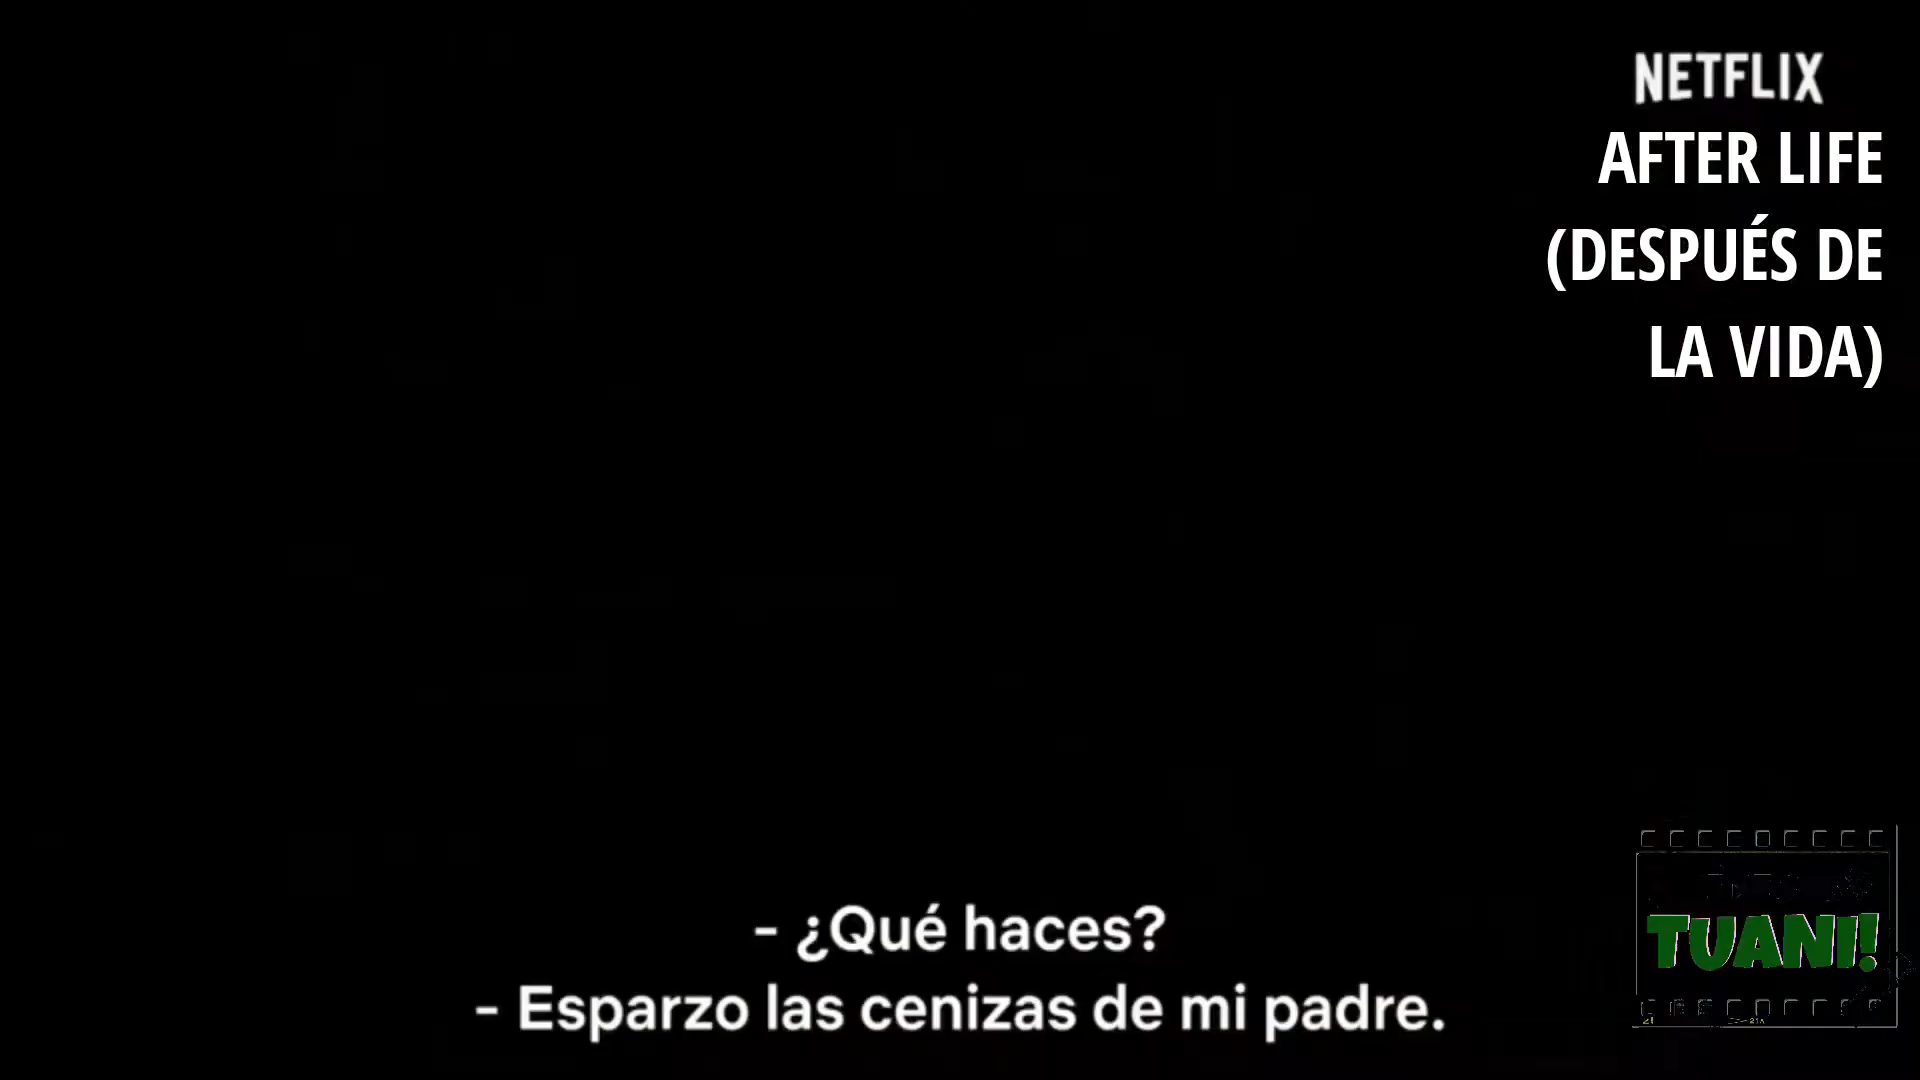 NETFLIX
AFTER LIFE
(DESPUÉS DE
LA VIDA)
TUANI!
- ¿Qué haces?
- Esparzo las cenizas de mi padre.